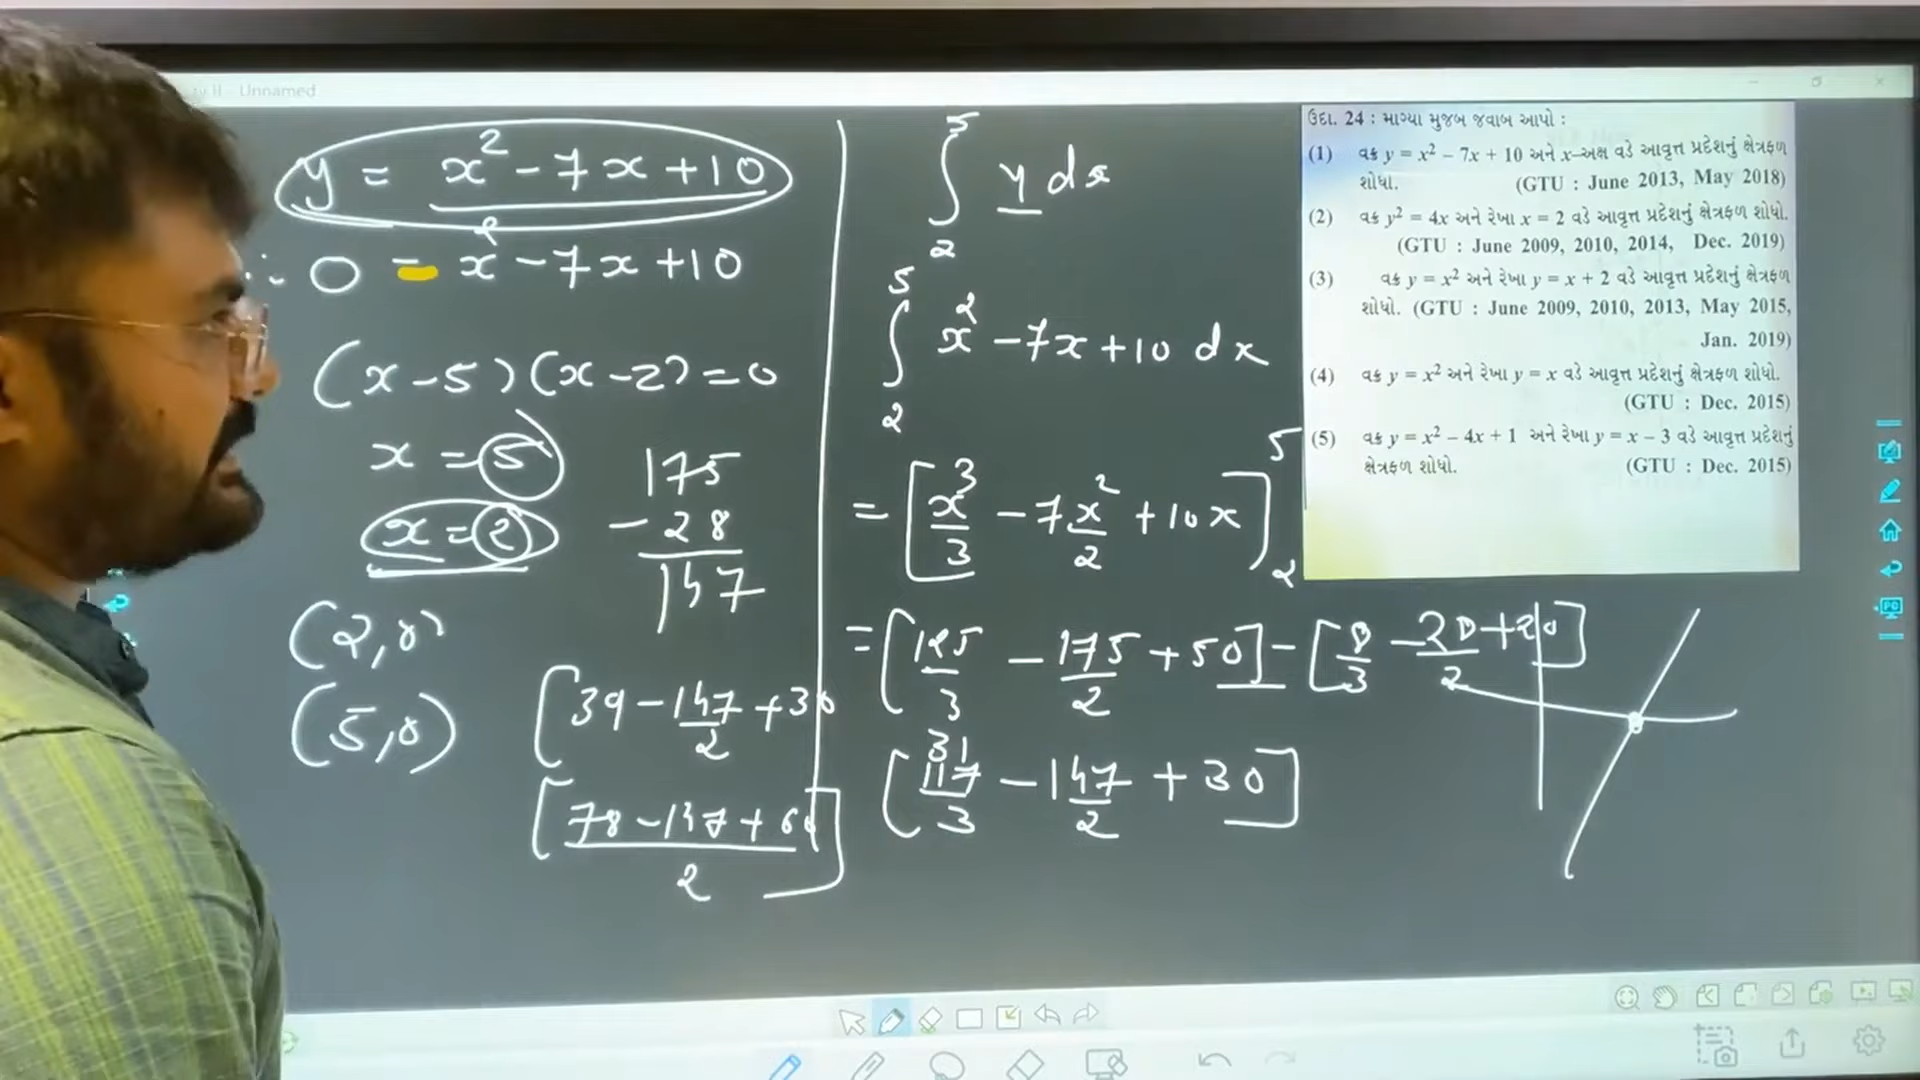 Unnamed
y = x² - 7x + 10
∴ 0 = x² - 7x + 10
(x - 5) (x - 2) = 0
x = 5
x = 2
(2,0)
(5,0)
175
- 28
147
[39 - 147/2 + 30
[78 - 147 + 60 / 2]
∫₂⁵ y dx
∫₂⁵ x² - 7x + 10 dx
= [x³/3 - 7x²/2 + 10x]₂⁵
= [125/3 - 175/2 + 50] - [8/3 - 28/2 + 20]
31
[117/3 - 147/2 + 30]
ઉદા. 24 : માગ્યા મુજબ જવાબ આપો :
(1) વક્ર y = x² – 7x + 10 અને x–અક્ષ વડે આવૃત્ત પ્રદેશનું ક્ષેત્રફળ
શોધો. (GTU : June 2013, May 2018)
(2) વક્ર y² = 4x અને રેખા x = 2 વડે આવૃત્ત પ્રદેશનું ક્ષેત્રફળ શોધો.
(GTU : June 2009, 2010, 2014, Dec. 2019)
(3) વક્ર y = x² અને રેખા y = x + 2 વડે આવૃત્ત પ્રદેશનું ક્ષેત્રફળ
શોધો. (GTU : June 2009, 2010, 2013, May 2015,
Jan. 2019)
(4) વક્ર y = x² અને રેખા y = x વડે આવૃત્ત પ્રદેશનું ક્ષેત્રફળ શોધો.
(GTU : Dec. 2015)
(5) વક્ર y = x² – 4x + 1 અને રેખા y = x – 3 વડે આવૃત્ત પ્રદેશનું
ક્ષેત્રફળ શોધો. (GTU : Dec. 2015)